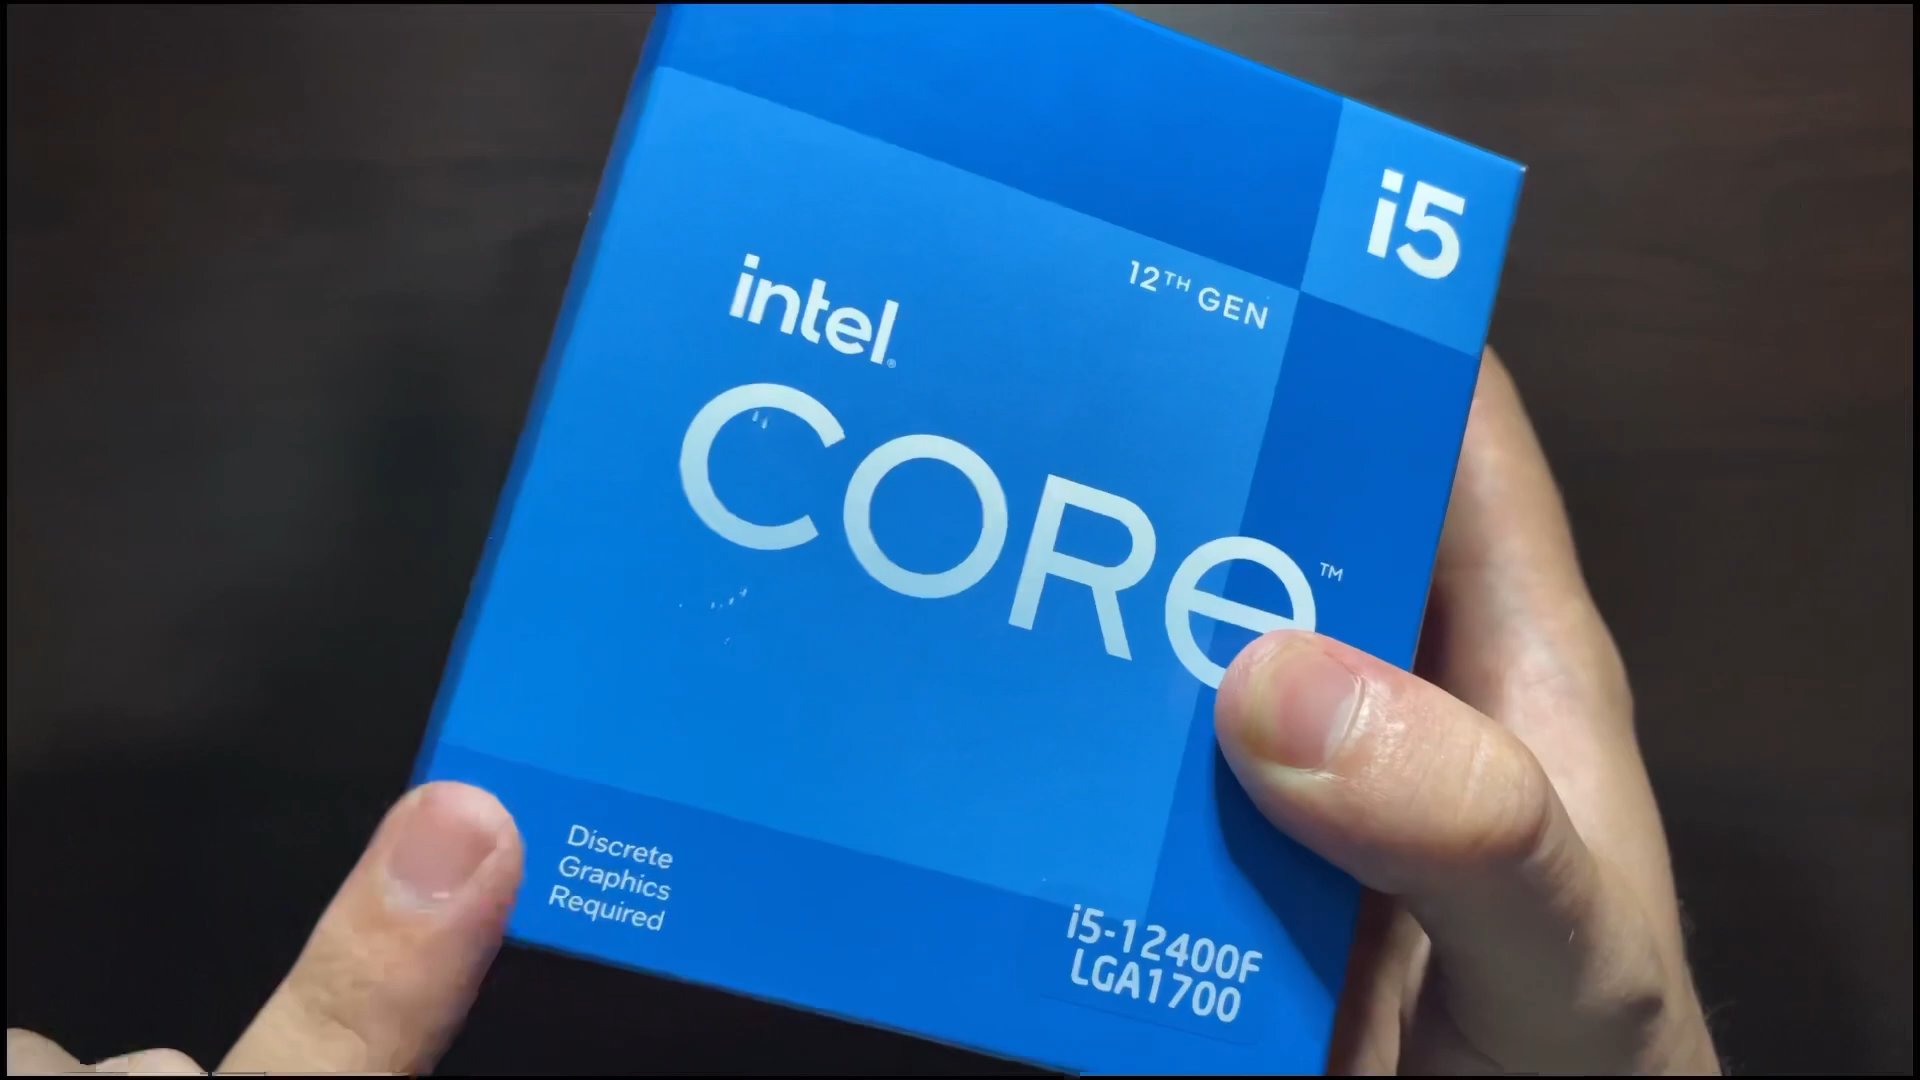 i5
12TH GEN
intel®
CORe™
Discrete
Graphics
Required
i5-12400F
LGA1700